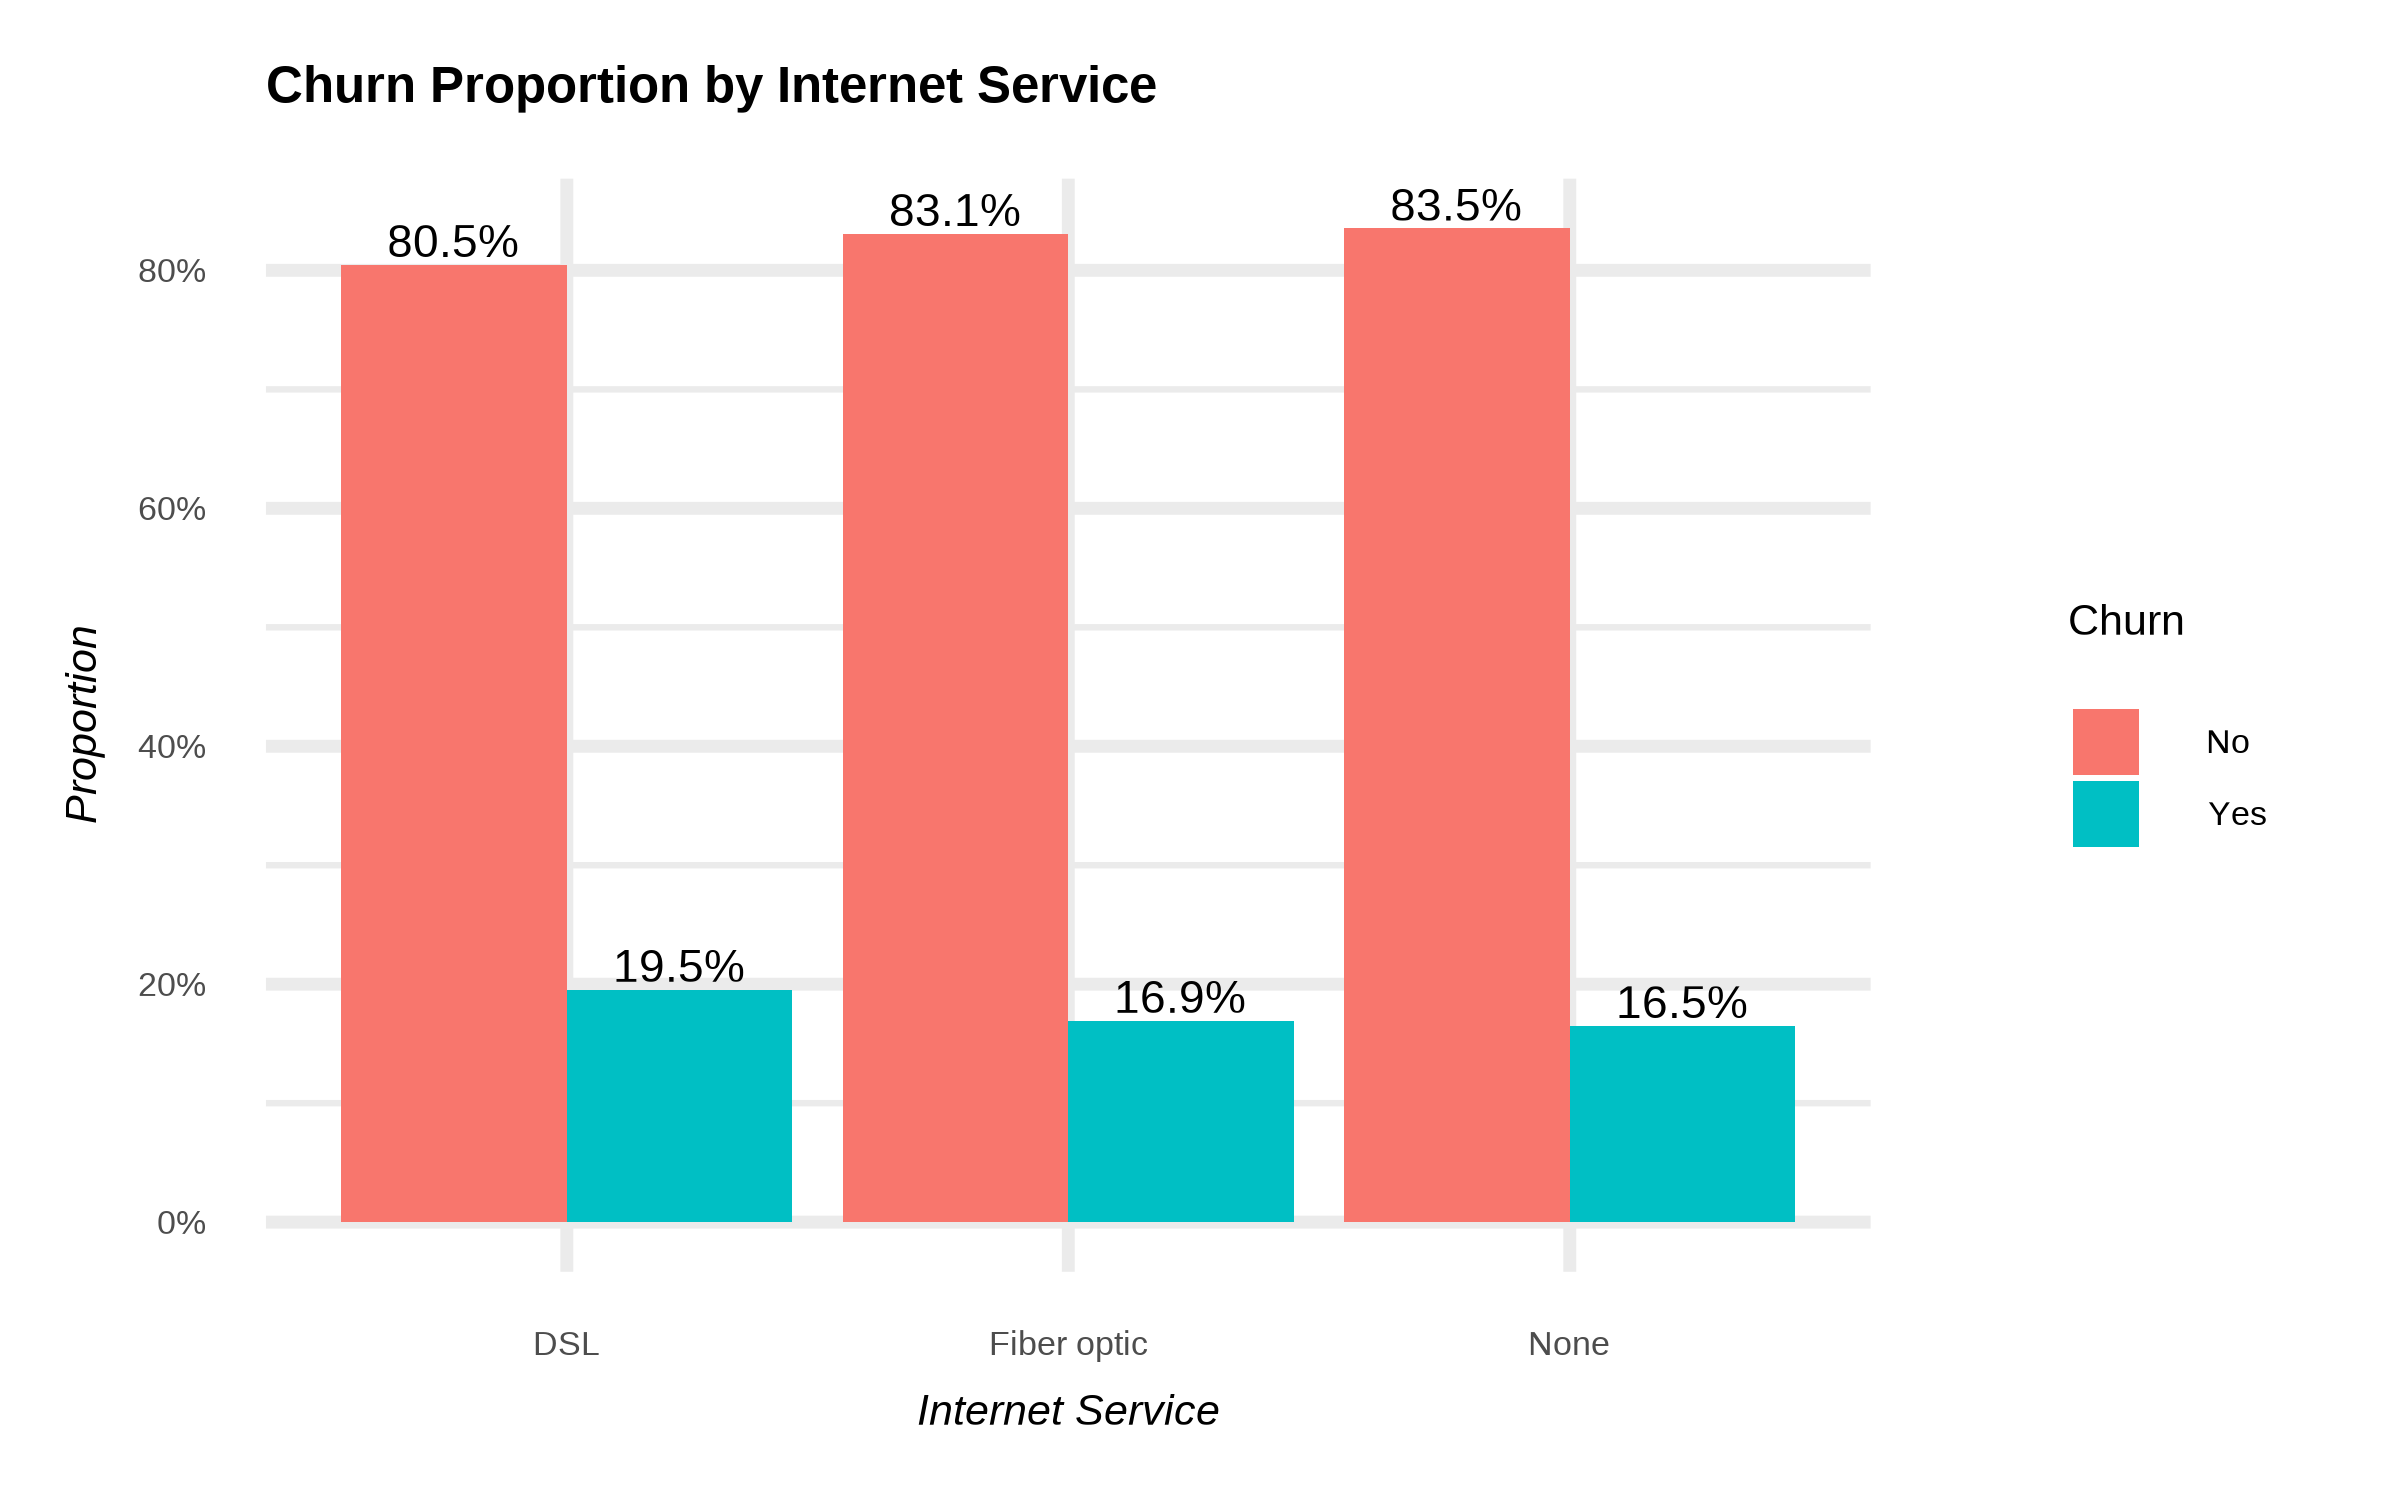 Churn Proportion by Internet Service
80.5%
83.1%
83.5%
80%
60%
40%
20%
0%
Proportion
19.5%
16.9%
16.5%
Churn
No
Yes
DSL
Fiber optic
None
Internet Service